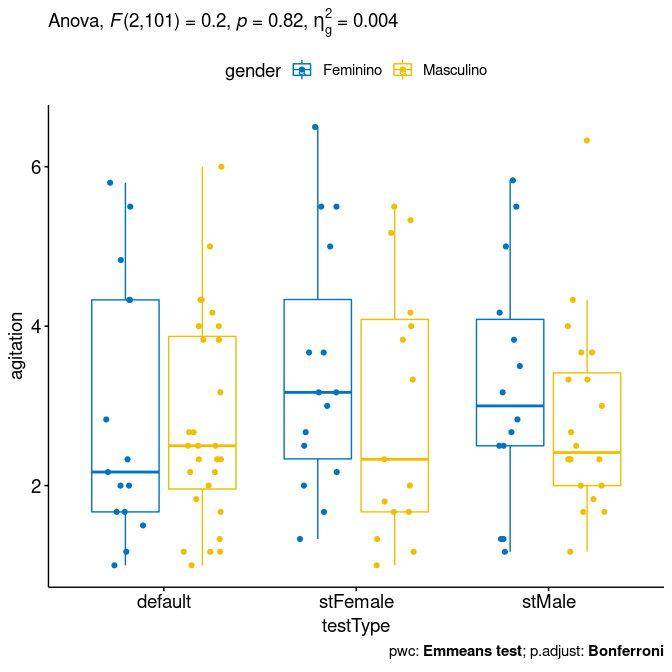 Anova, F(2,101) = 0.2, p = 0.82, η²g = 0.004
gender Feminino Masculino
6
4
2
agitation
default stFemale stMale
testType
pwc: Emmeans test; p.adjust: Bonferroni